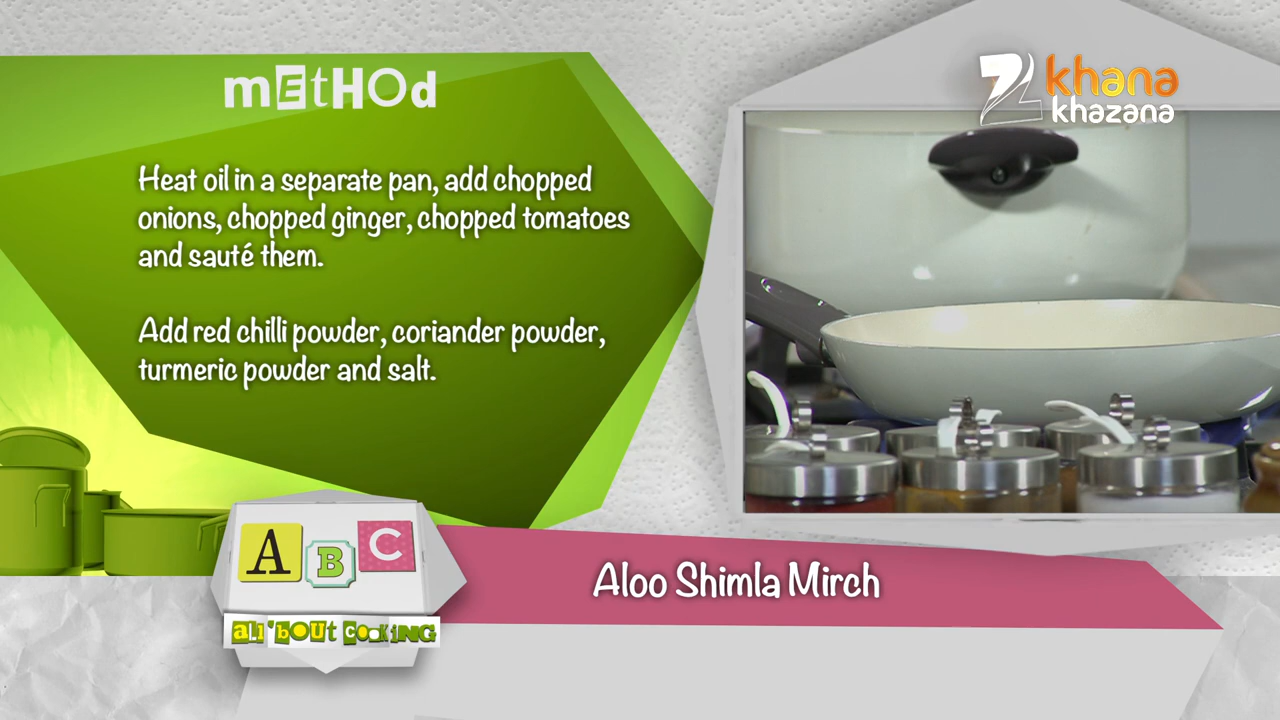 mEtHOd
khana
khazana
Heat oil in a separate pan, add chopped
onions, chopped ginger, chopped tomatoes
and sauté them.
Add red chilli powder, coriander powder,
turmeric powder and salt.
A B C
all 'bOUt COOkiNG
Aloo Shimla Mirch